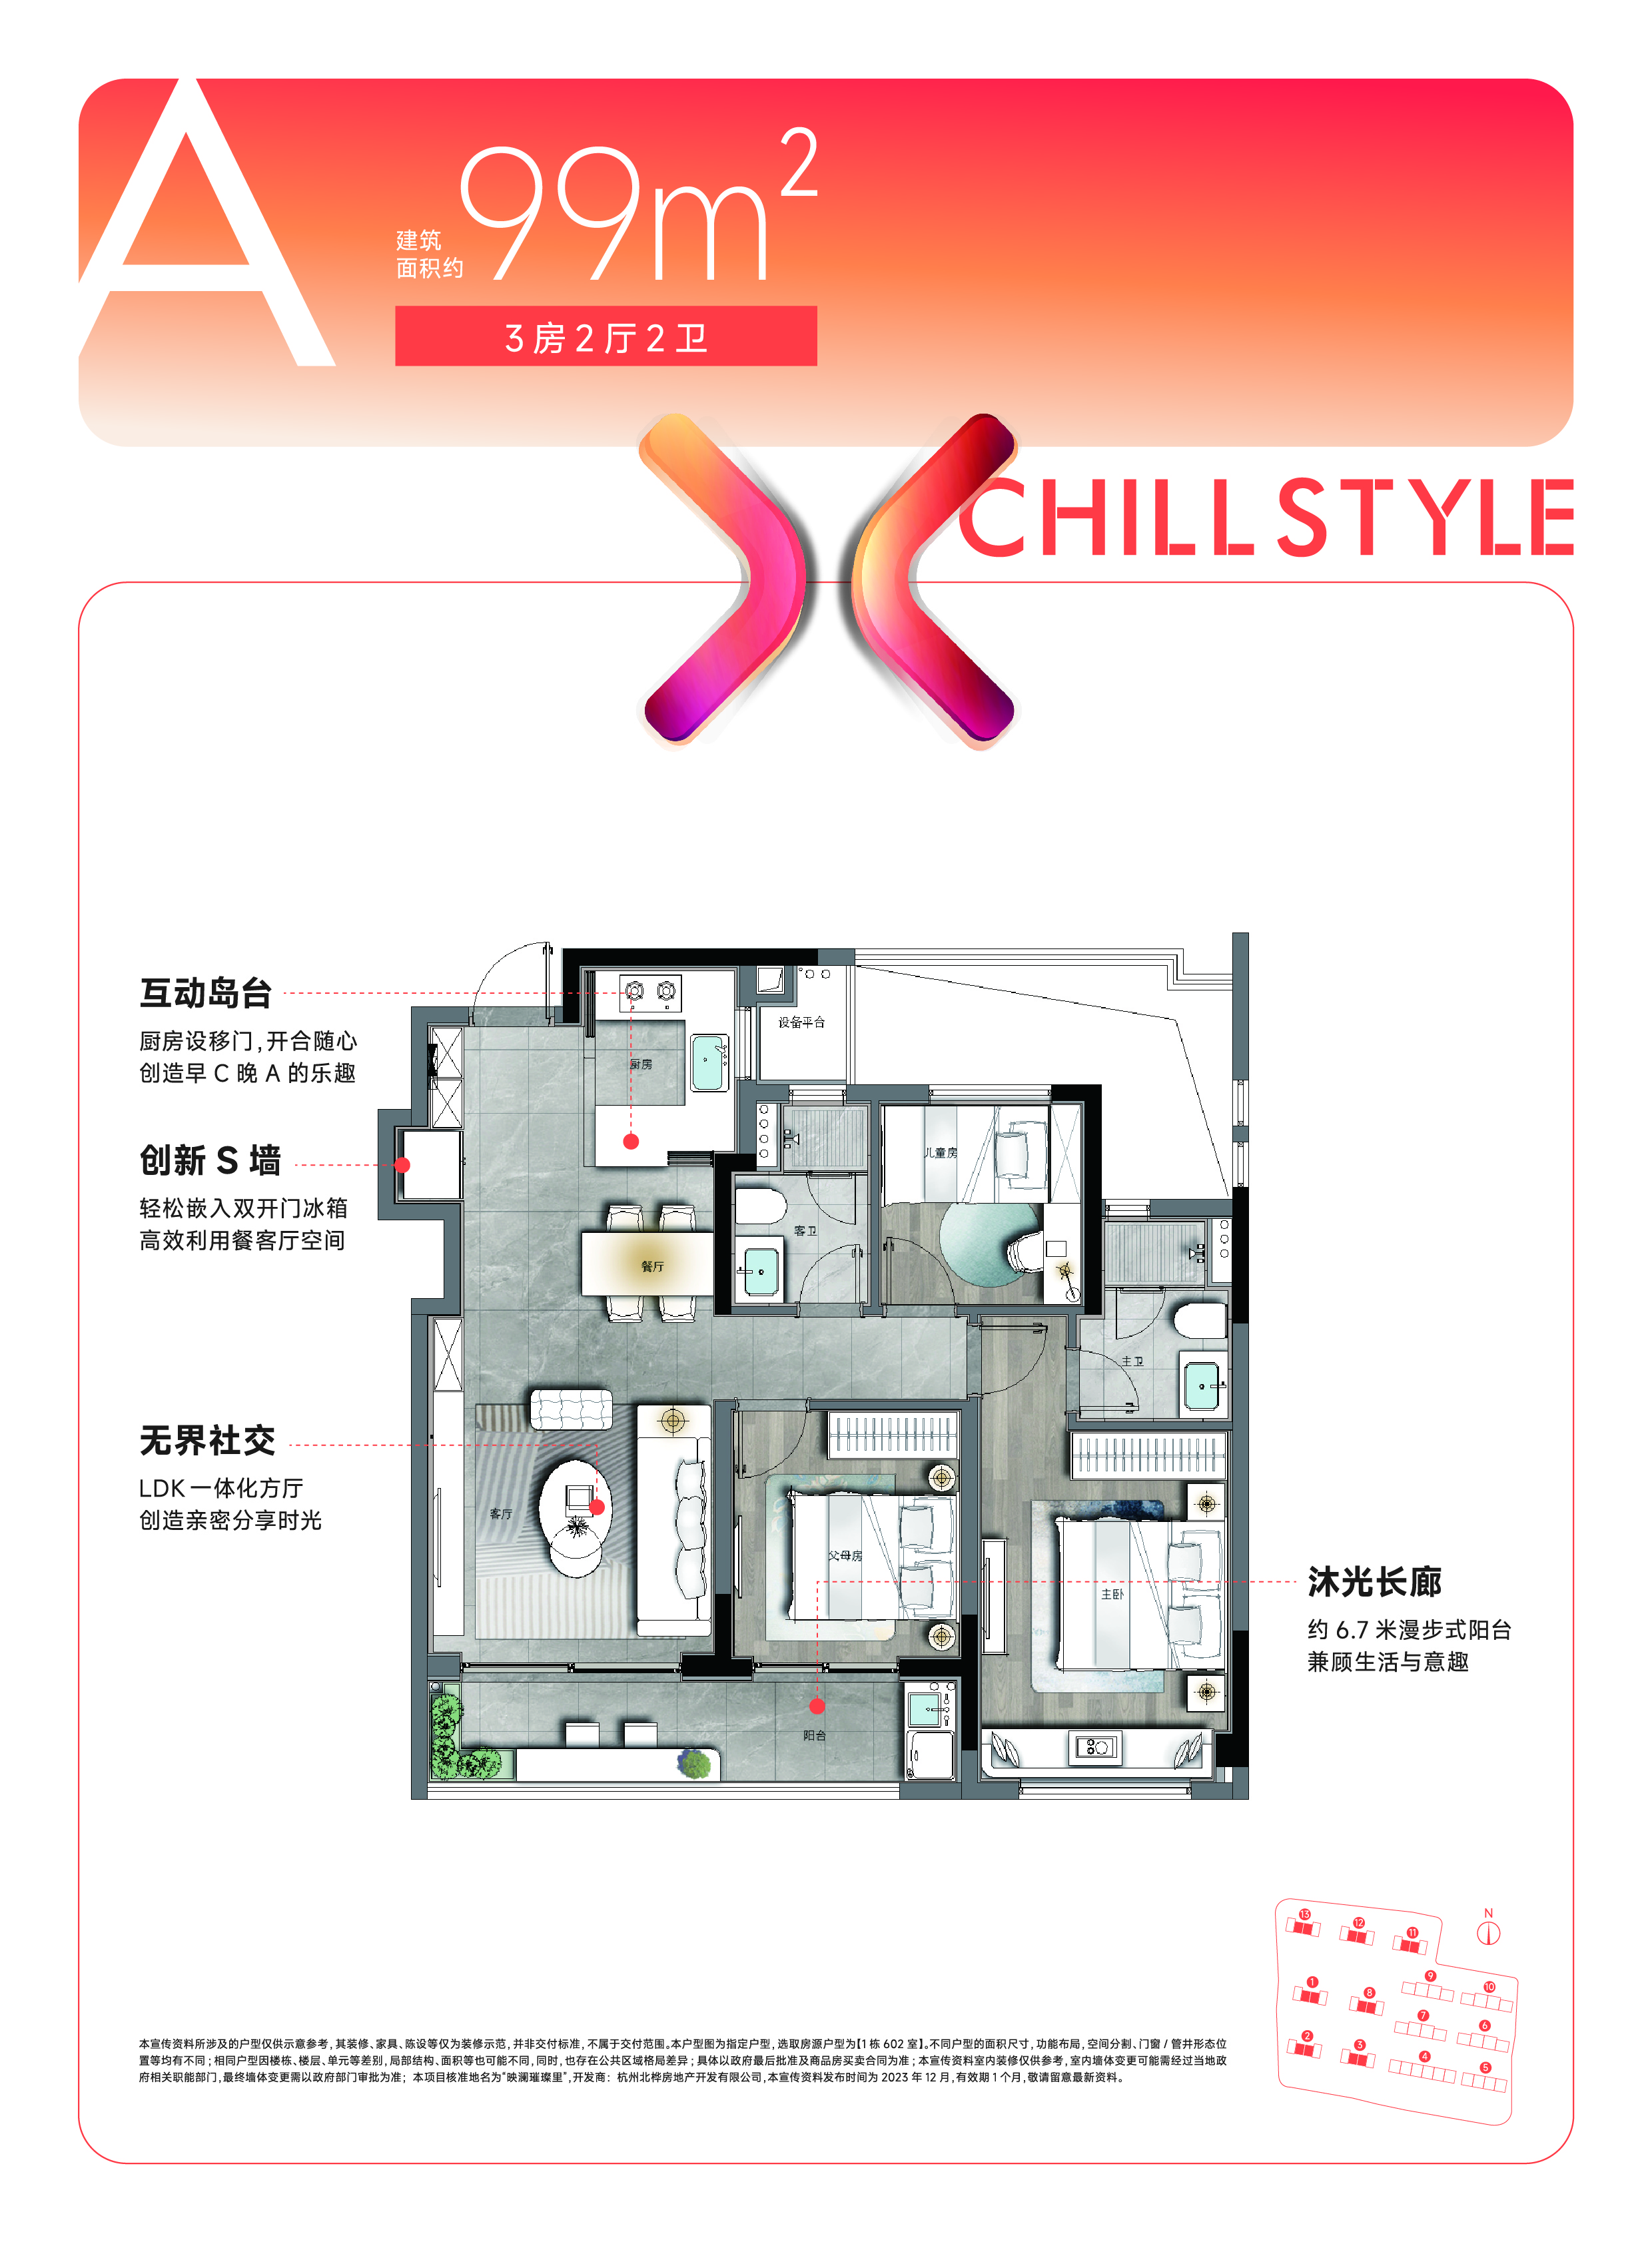 A
建筑
面积约
99m²
3房2厅2卫
CHILL STYLE
互动岛台
厨房设移门,开合随心
创造早 C 晚 A 的乐趣
创新 S 墙
轻松嵌入双开门冰箱
高效利用餐客厅空间
无界社交
LDK 一体化方厅
创造亲密分享时光
设备平台
厨房
儿童房
客卫
餐厅
主卫
客厅
父母房
主卧
阳台
沐光长廊
约 6.7 米漫步式阳台
兼顾生活与意趣
N
13
12
11
1
8
9
10
7
6
2
3
4
5
本宣传资料所涉及的户型仅供示意参考,其装修、家具、陈设等仅为装修示范,并非交付标准,不属于交付范围。本户型图为指定户型,选取房源户型为【1 栋 602 室】。不同户型的面积尺寸,功能布局,空间分割、门窗 / 管井形态位
置等均有不同;相同户型因楼栋、楼层、单元等差别,局部结构、面积等也可能不同,同时,也存在公共区域格局差异;具体以政府最后批准及商品房买卖合同为准;本宣传资料室内装修仅供参考,室内墙体变更可能需经过当地政
府相关职能部门,最终墙体变更需以政府部门审批为准; 本项目核准地名为“映澜璀璨里”,开发商: 杭州北桦房地产开发有限公司,本宣传资料发布时间为 2023 年 12 月,有效期 1 个月,敬请留意最新资料。